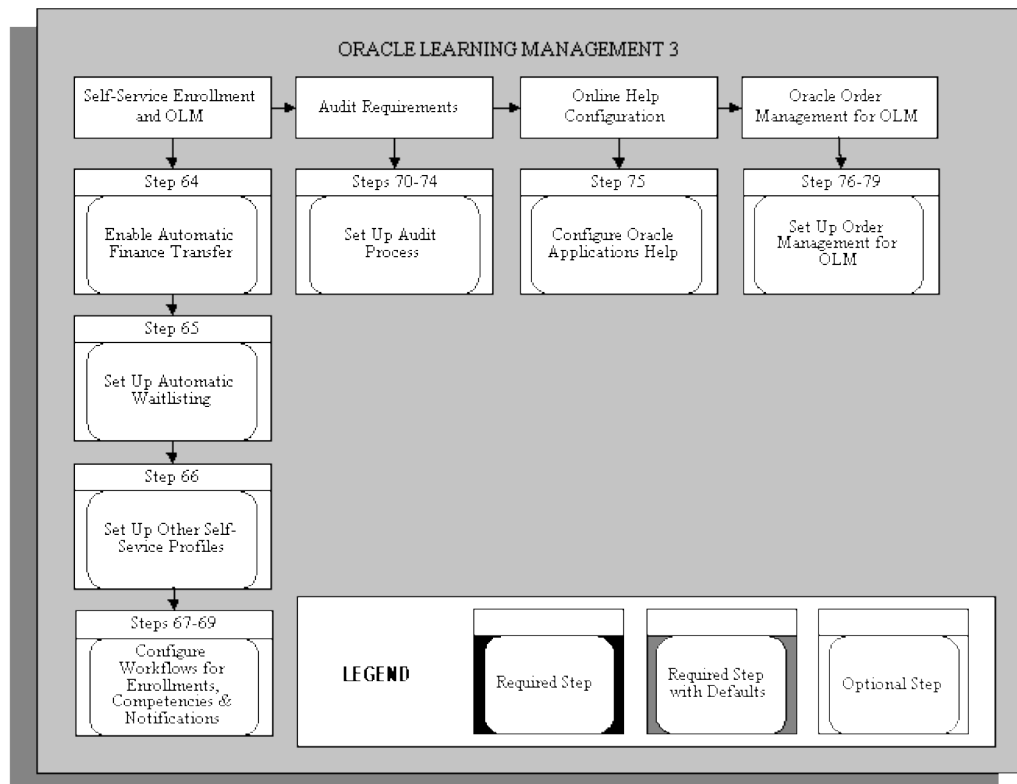 ORACLE LEARNING MANAGEMENT 3
Self-Service Enrollment
and OLM
Audit Requirements
Online Help
Configuration
Oracle Order
Management for OLM
Step 64
Enable Automatic
Finance Transfer
Steps 70-74
Set Up Audit
Process
Step 75
Configure Oracle
Applications Help
Step 76-79
Set Up Order
Management for
OLM
Step 65
Set Up Automatic
Waitlisting
Step 66
Set Up Other Self-
Sevice Profiles
Steps 67-69
Configure
Workflows for
Enrollments,
Competencies &
Notifications
LEGEND
Required Step
Required Step
with Defaults
Optional Step